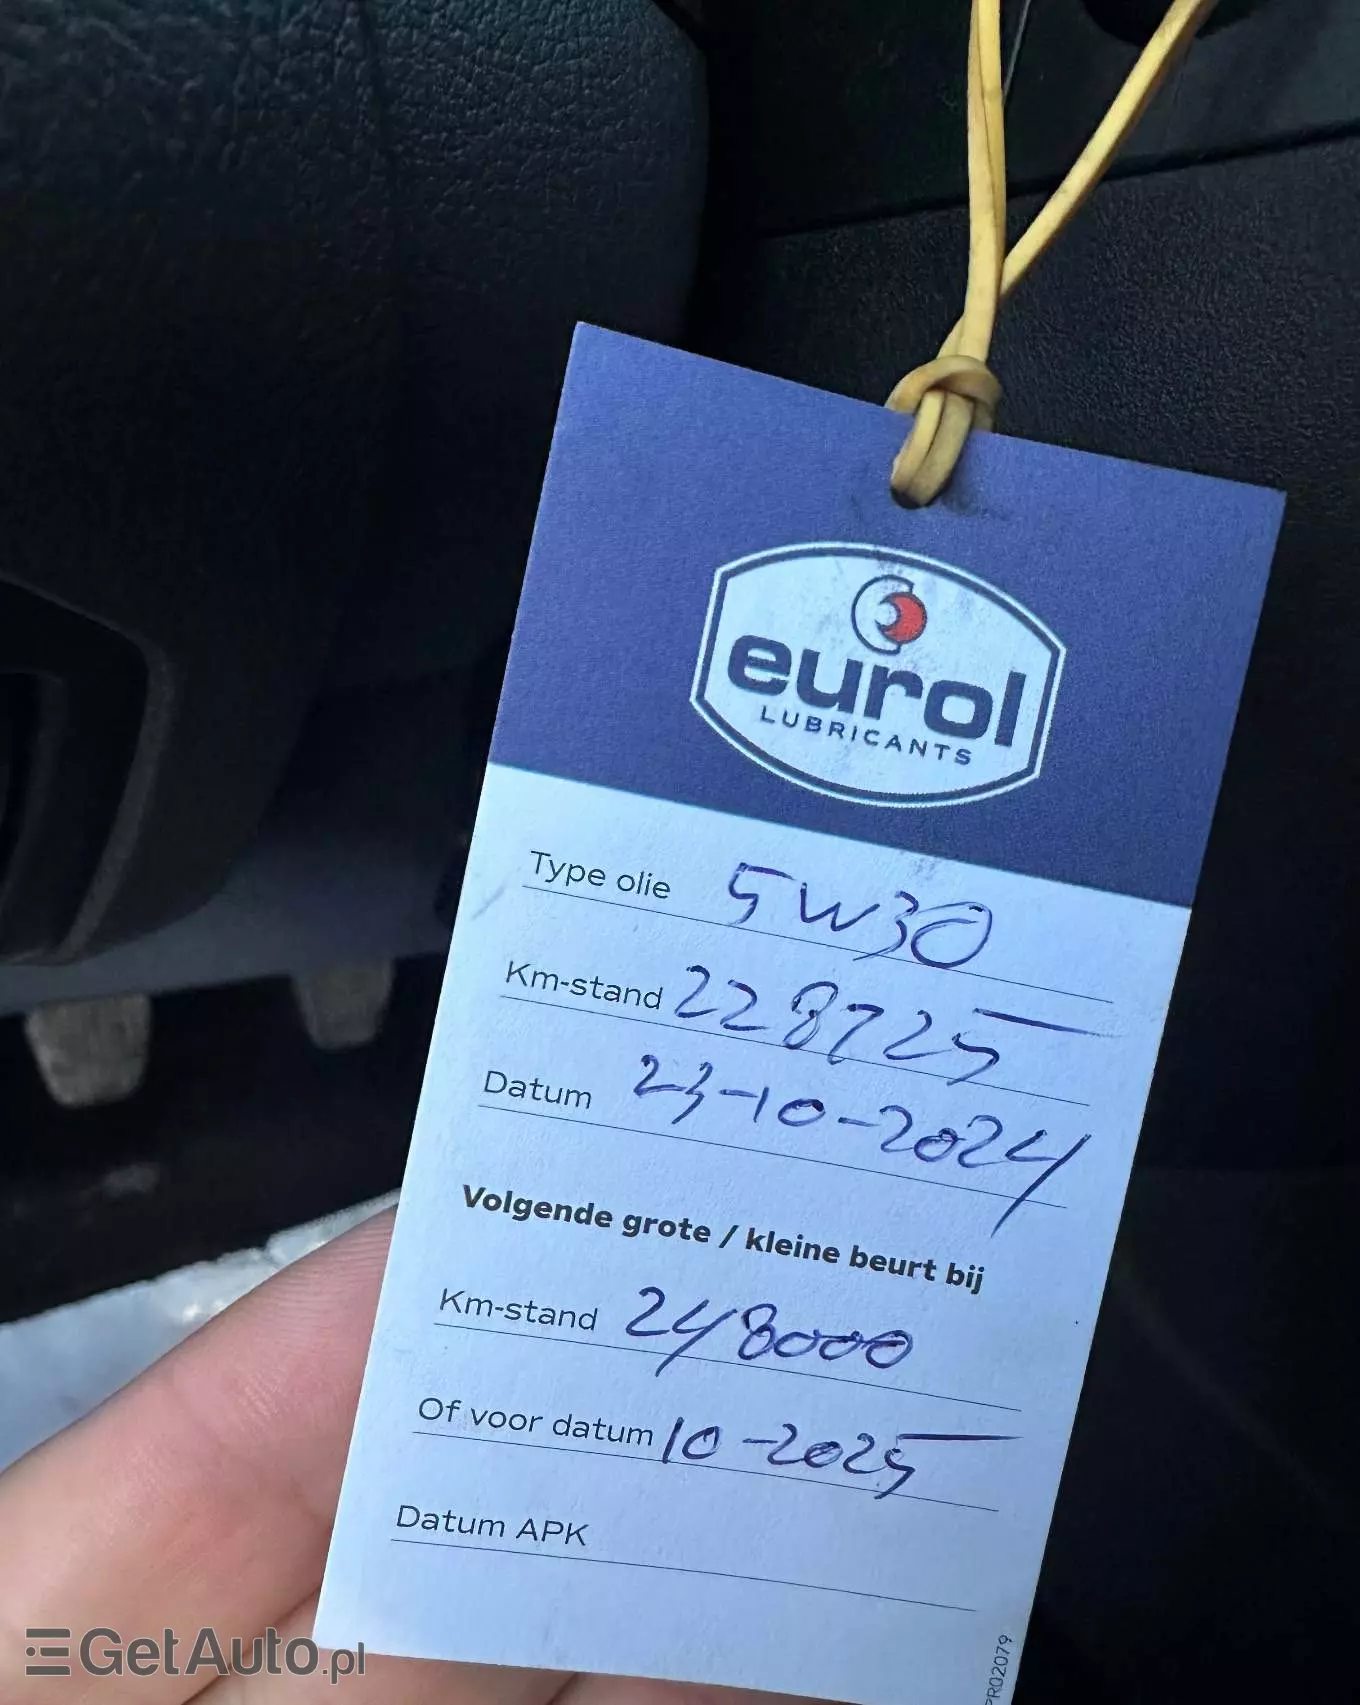 eurol
LUBRICANTS
Type olie 5W30
Km-stand 228725
Datum 23-10-2024
Volgende grote / kleine beurt bij
Km-stand 248000
Of voor datum 10-2025
Datum APK
PR02079
GetAuto.pl